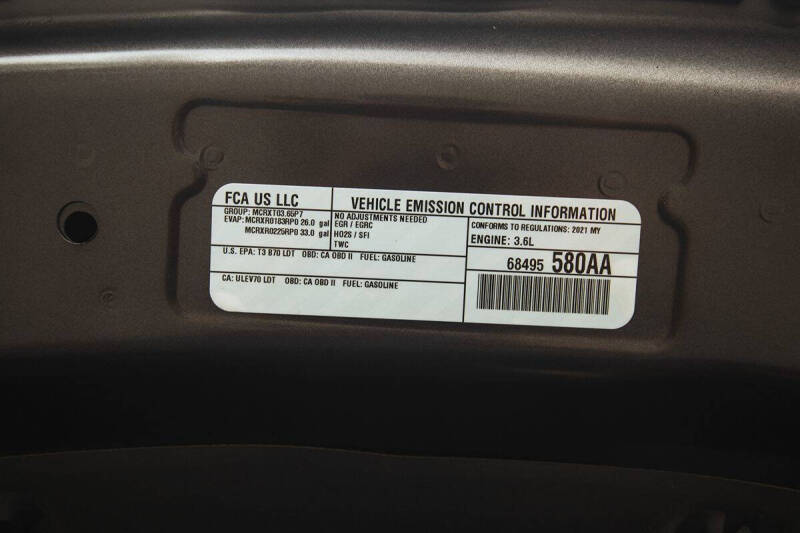 FCA US LLC
VEHICLE EMISSION CONTROL INFORMATION
GROUP: MCRXT03.65P7
EVAP: MCRXR0183RP0 26.0 gal
MCRXR0225RP0 33.0 gal
NO ADJUSTMENTS NEEDED
EGR / EGRC
HO2S / SFI
TWC
CONFORMS TO REGULATIONS: 2021 MY
ENGINE: 3.6L
U.S. EPA: T3 B70 LDT OBD: CA OBD II FUEL: GASOLINE
68495 580AA
CA: ULEV70 LDT OBD: CA OBD II FUEL: GASOLINE